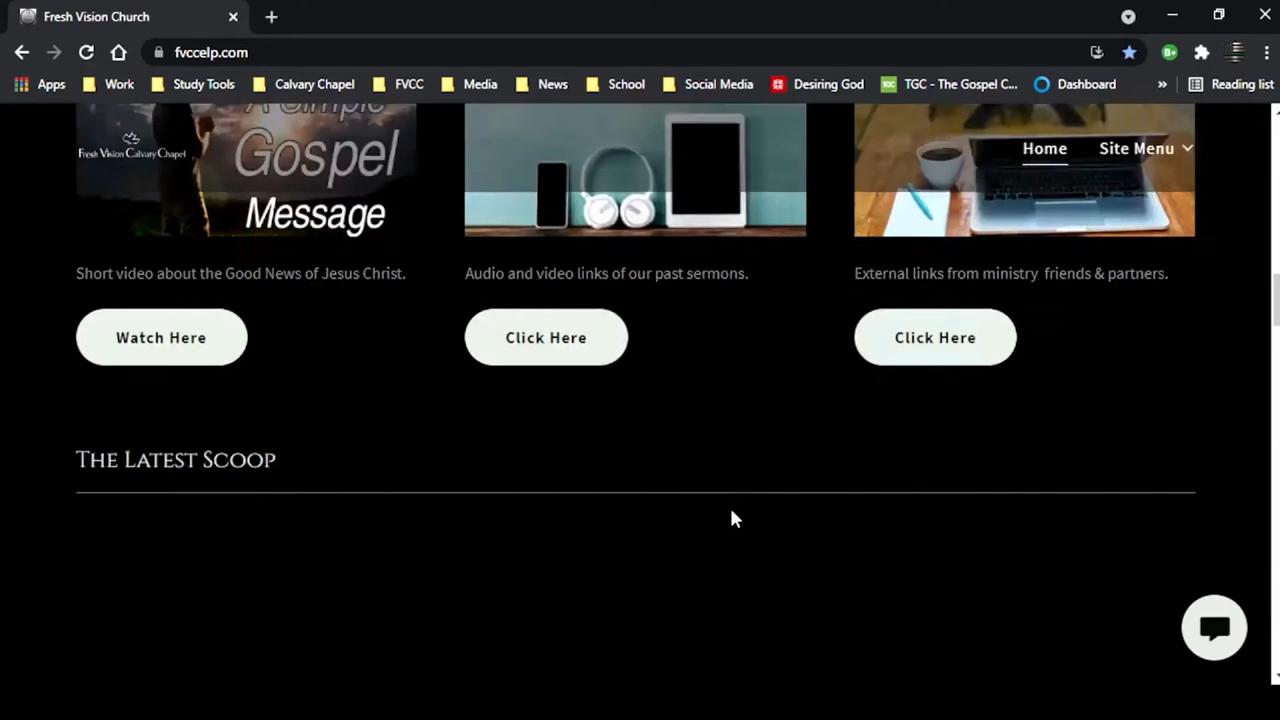 Fresh Vision Church
fvccelp.com
Apps Work Study Tools Calvary Chapel FVCC Media News School Social Media Desiring God TGC - The Gospel C... Dashboard » Reading list
A Simple
Gospel
Message
Fresh Vision Calvary Chapel
Home Site Menu
Short video about the Good News of Jesus Christ.
Audio and video links of our past sermons.
External links from ministry friends & partners.
Watch Here
Click Here
Click Here
The Latest Scoop